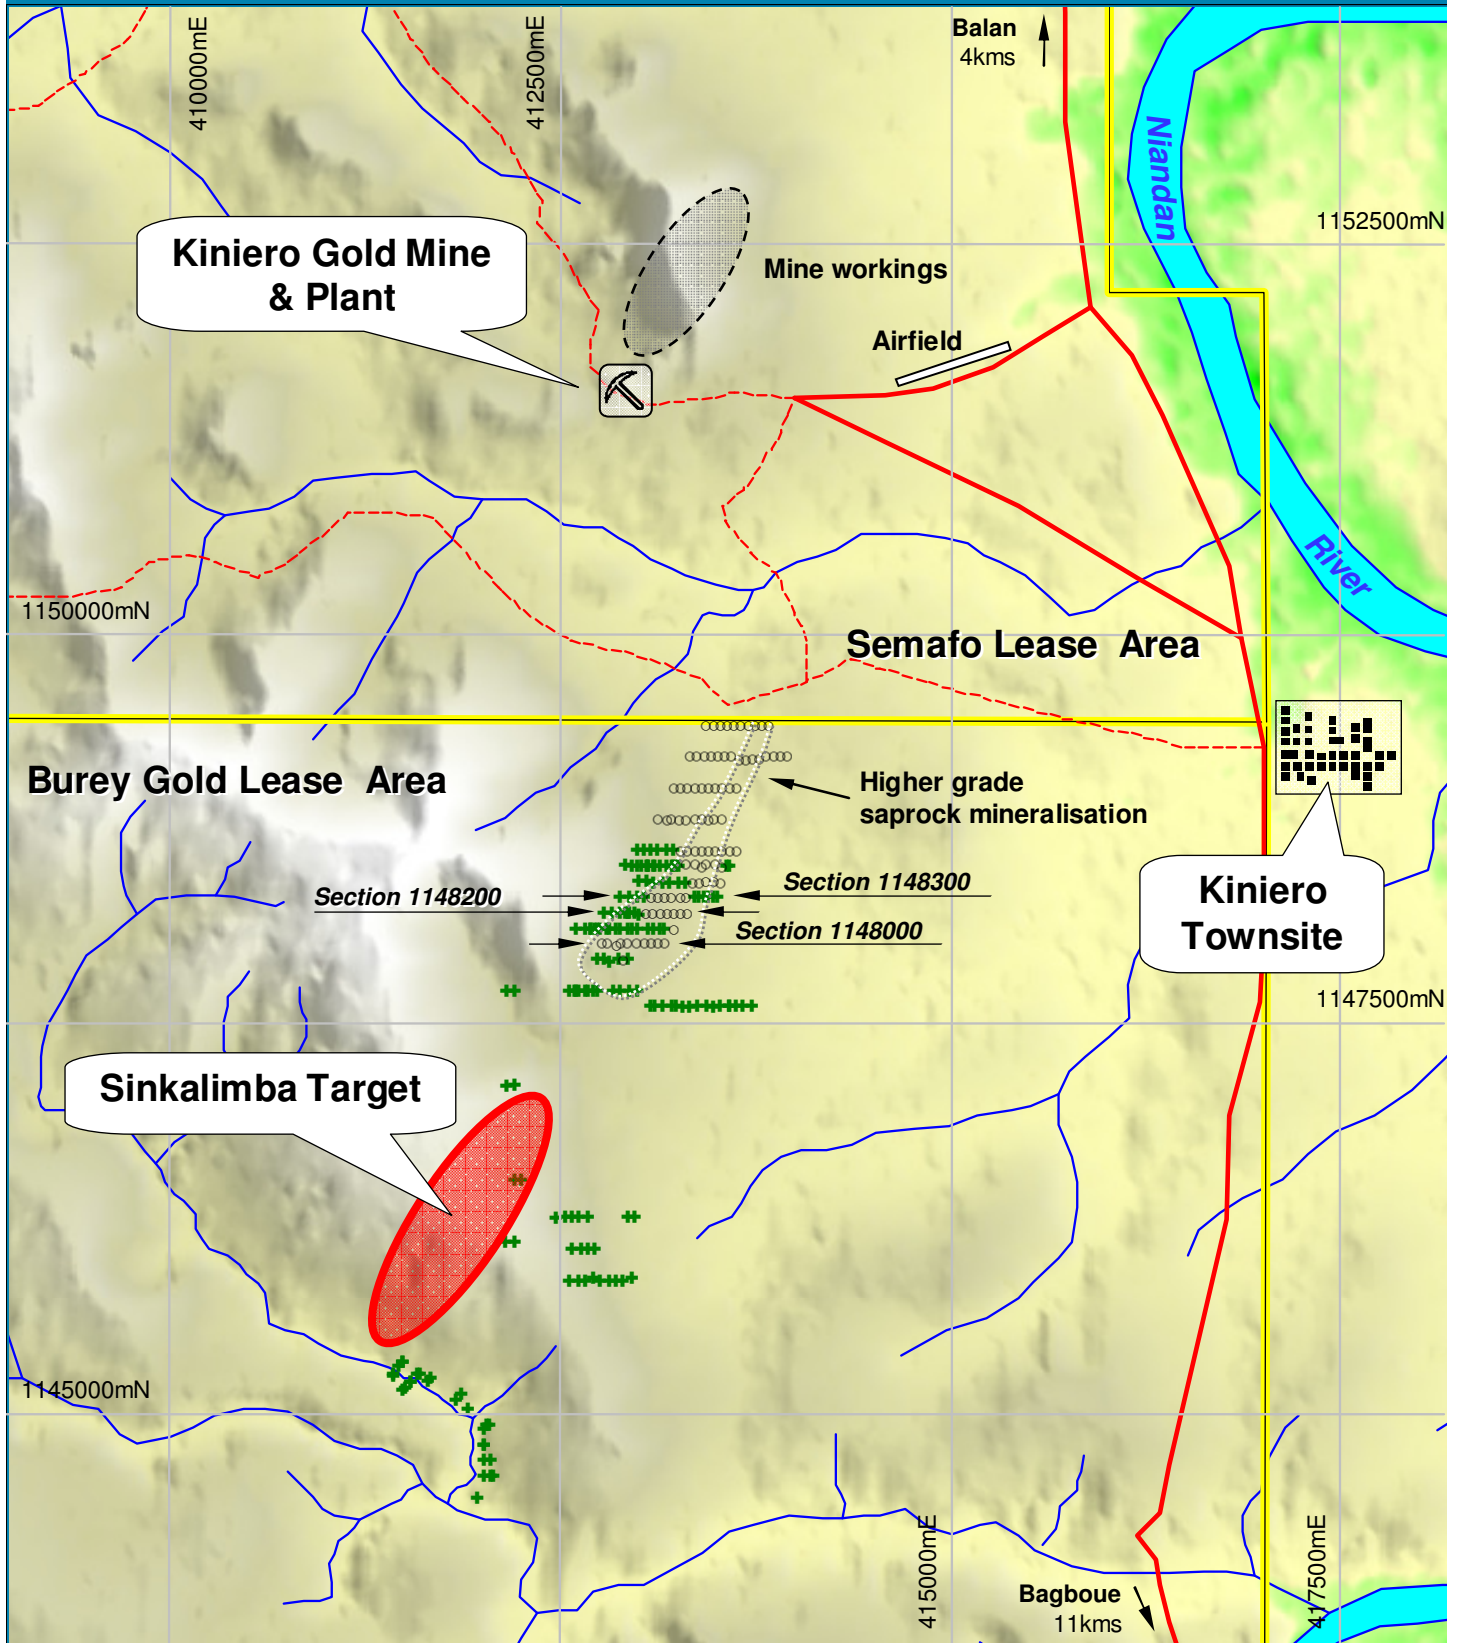 410000mE
412500mE
Balan
4kms
Niandan
1152500mN
Kiniero Gold Mine
& Plant
Mine workings
Airfield
River
1150000mN
Semafo Lease Area
Burey Gold Lease Area
Higher grade
saprock mineralisation
Section 1148200
Section 1148300
Section 1148000
Kiniero
Townsite
1147500mN
Sinkalimba Target
1145000mN
415000mE
417500mE
Bagboue
11kms